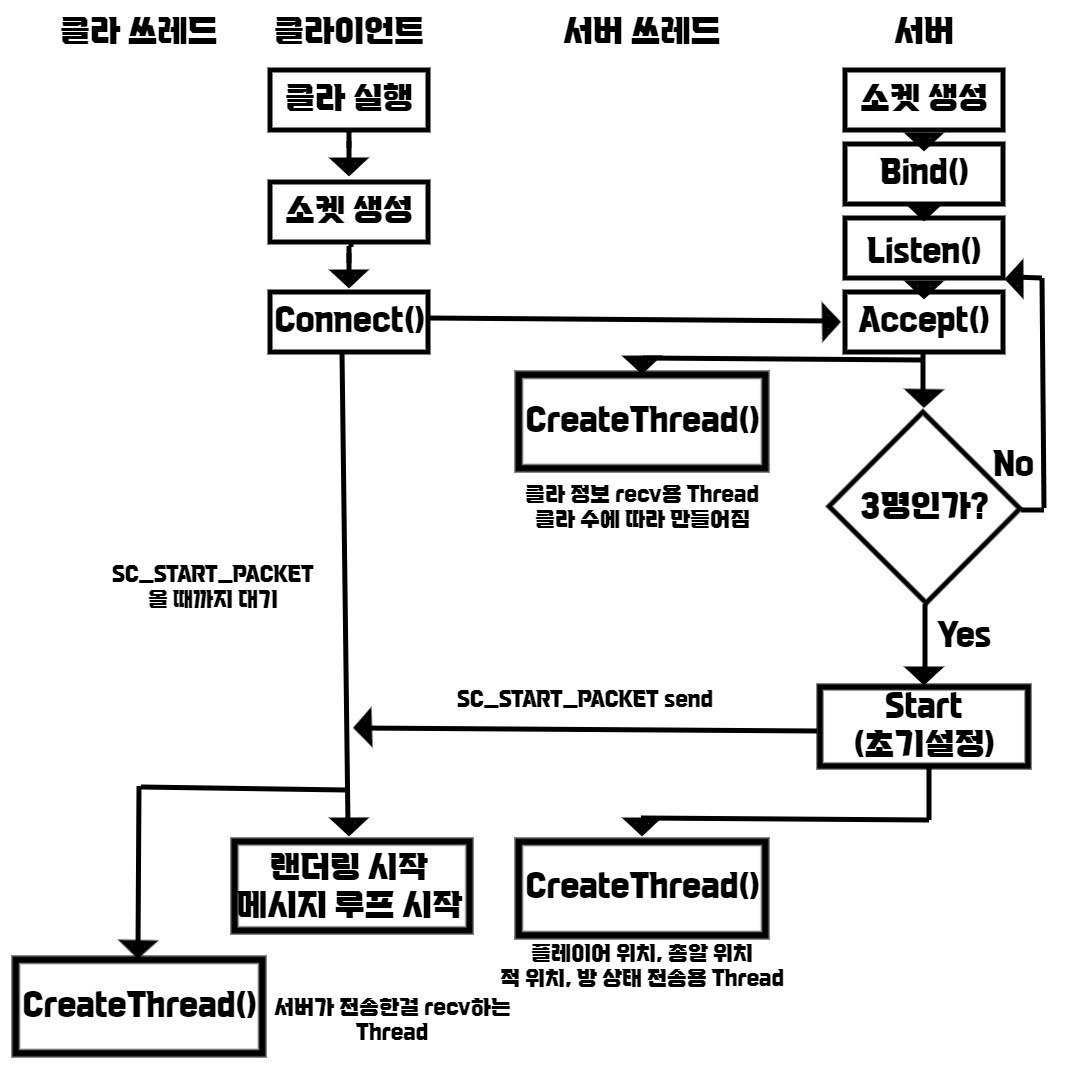 클라 쓰레드
클라이언트
서버 쓰레드
서버
클라 실행
소켓 생성
소켓 생성
Bind()
Listen()
Connect()
Accept()
CreateThread()
클라 정보 recv용 Thread
클라 수에 따라 만들어짐
No
3명인가?
SC_START_PACKET
올 때까지 대기
Yes
SC_START_PACKET send
Start
(초기설정)
랜더링 시작
메시지 루프 시작
CreateThread()
플레이어 위치, 총알 위치
적 위치, 방 상태 전송용 Thread
CreateThread()
서버가 전송한걸 recv하는
Thread